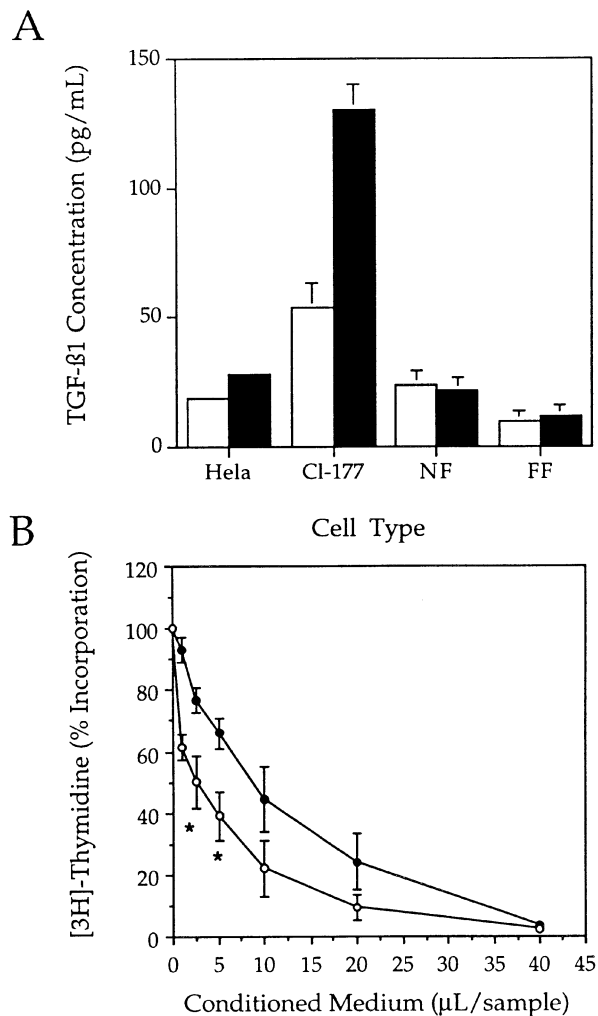 A
TGF-ß1 Concentration (pg/mL)
150
100
50
0
Hela Cl-177 NF FF
Cell Type
B
[3H]-Thymidine (% Incorporation)
120
100
80
60
40
20
0
* *
0 5 10 15 20 25 30 35 40 45
Conditioned Medium (µL/sample)